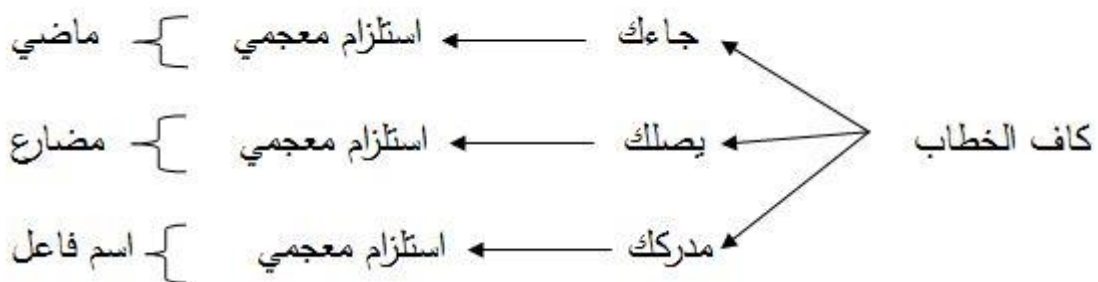 جاءك استلزام معجمي ماضي
كاف الخطاب يصلك استلزام معجمي مضارع
مدركك استلزام معجمي اسم فاعل